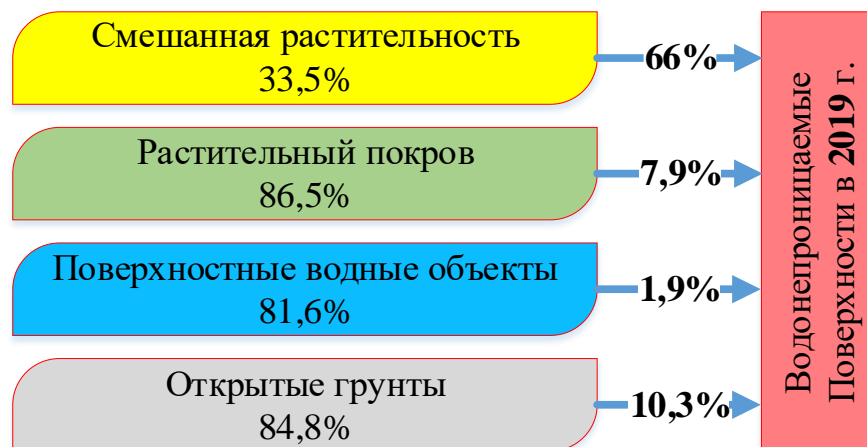 Смешанная растительность
33,5%
66%
Растительный покров
86,5%
7,9%
Поверхностные водные объекты
81,6%
1,9%
Открытые грунты
84,8%
10,3%
Водонепроницаемые
Поверхности в 2019 г.